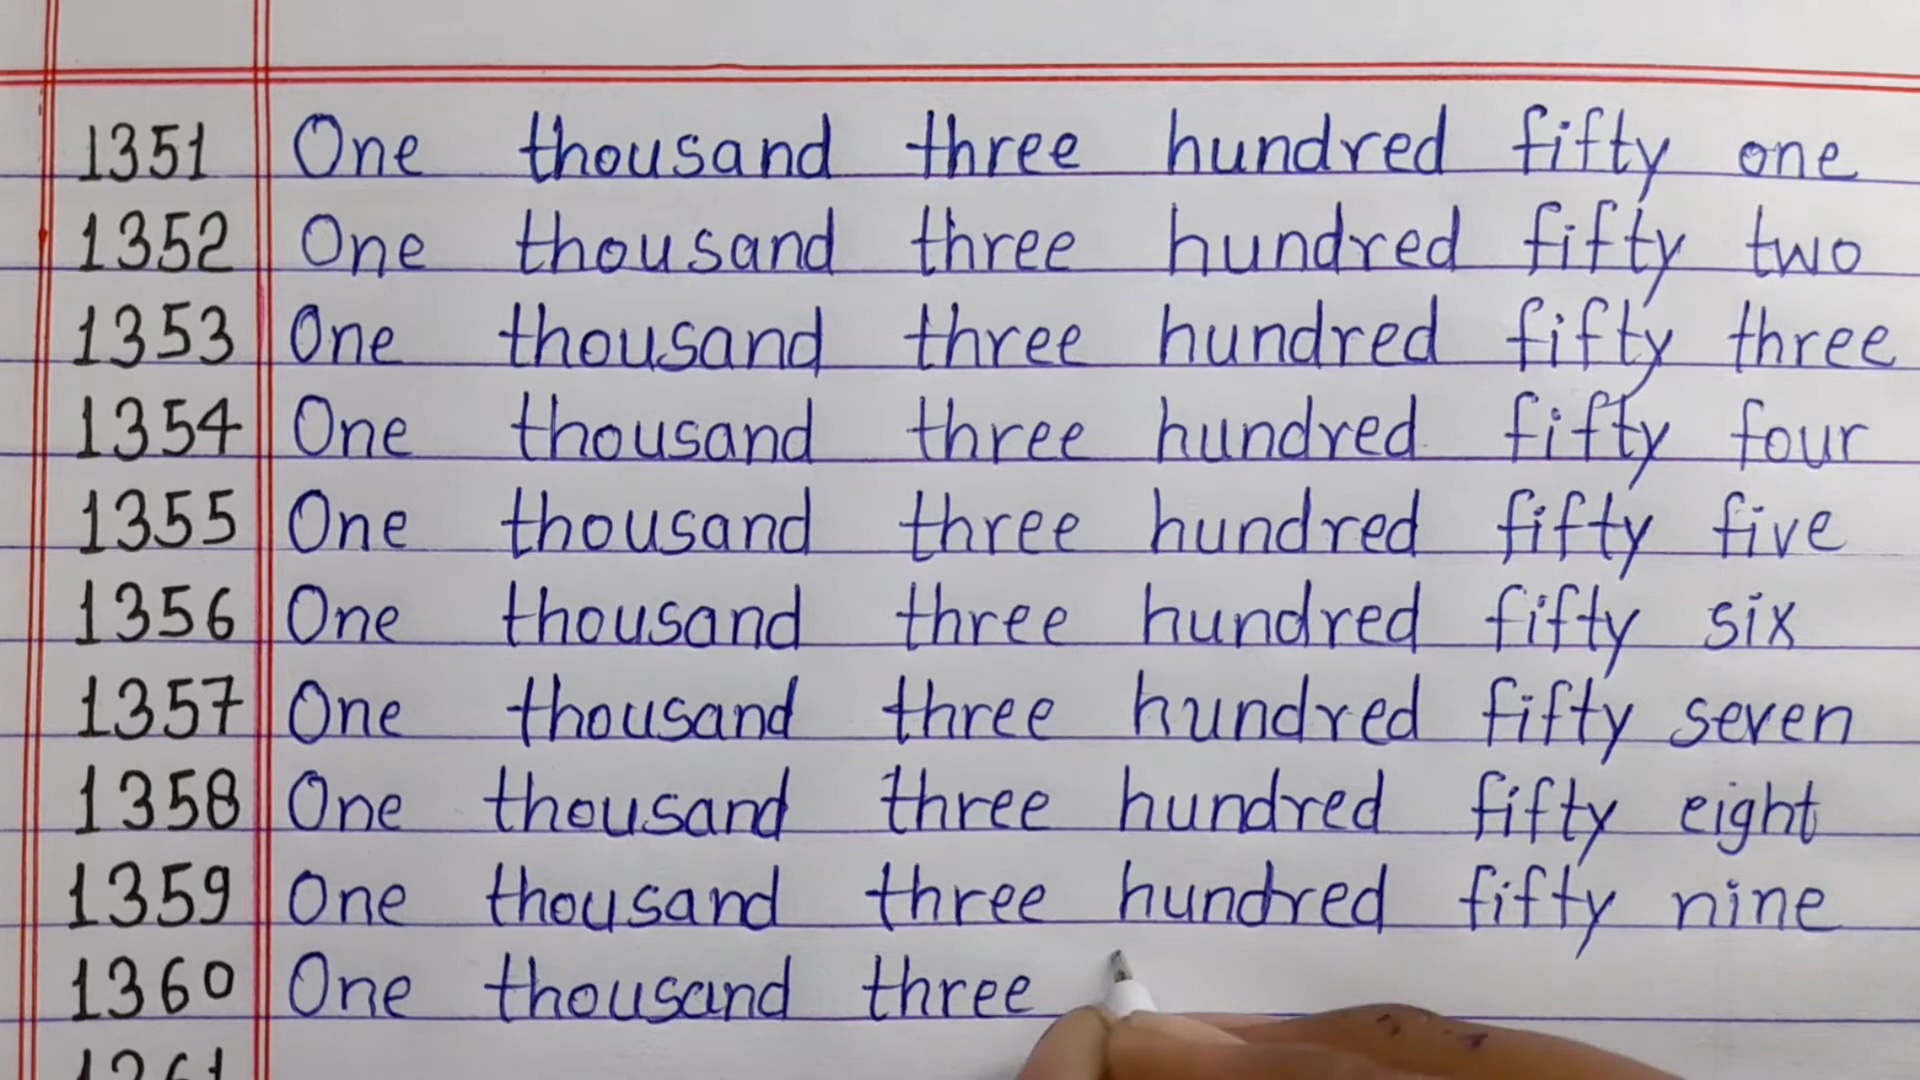 1351 One thousand three hundred fifty one
1352 One thousand three hundred fifty two
1353 One thousand three hundred fifty three
1354 One thousand three hundred fifty four
1355 One thousand three hundred fifty five
1356 One thousand three hundred fifty six
1357 One thousand three hundred fifty seven
1358 One thousand three hundred fifty eight
1359 One thousand three hundred fifty nine
1360 One thousand three
1361